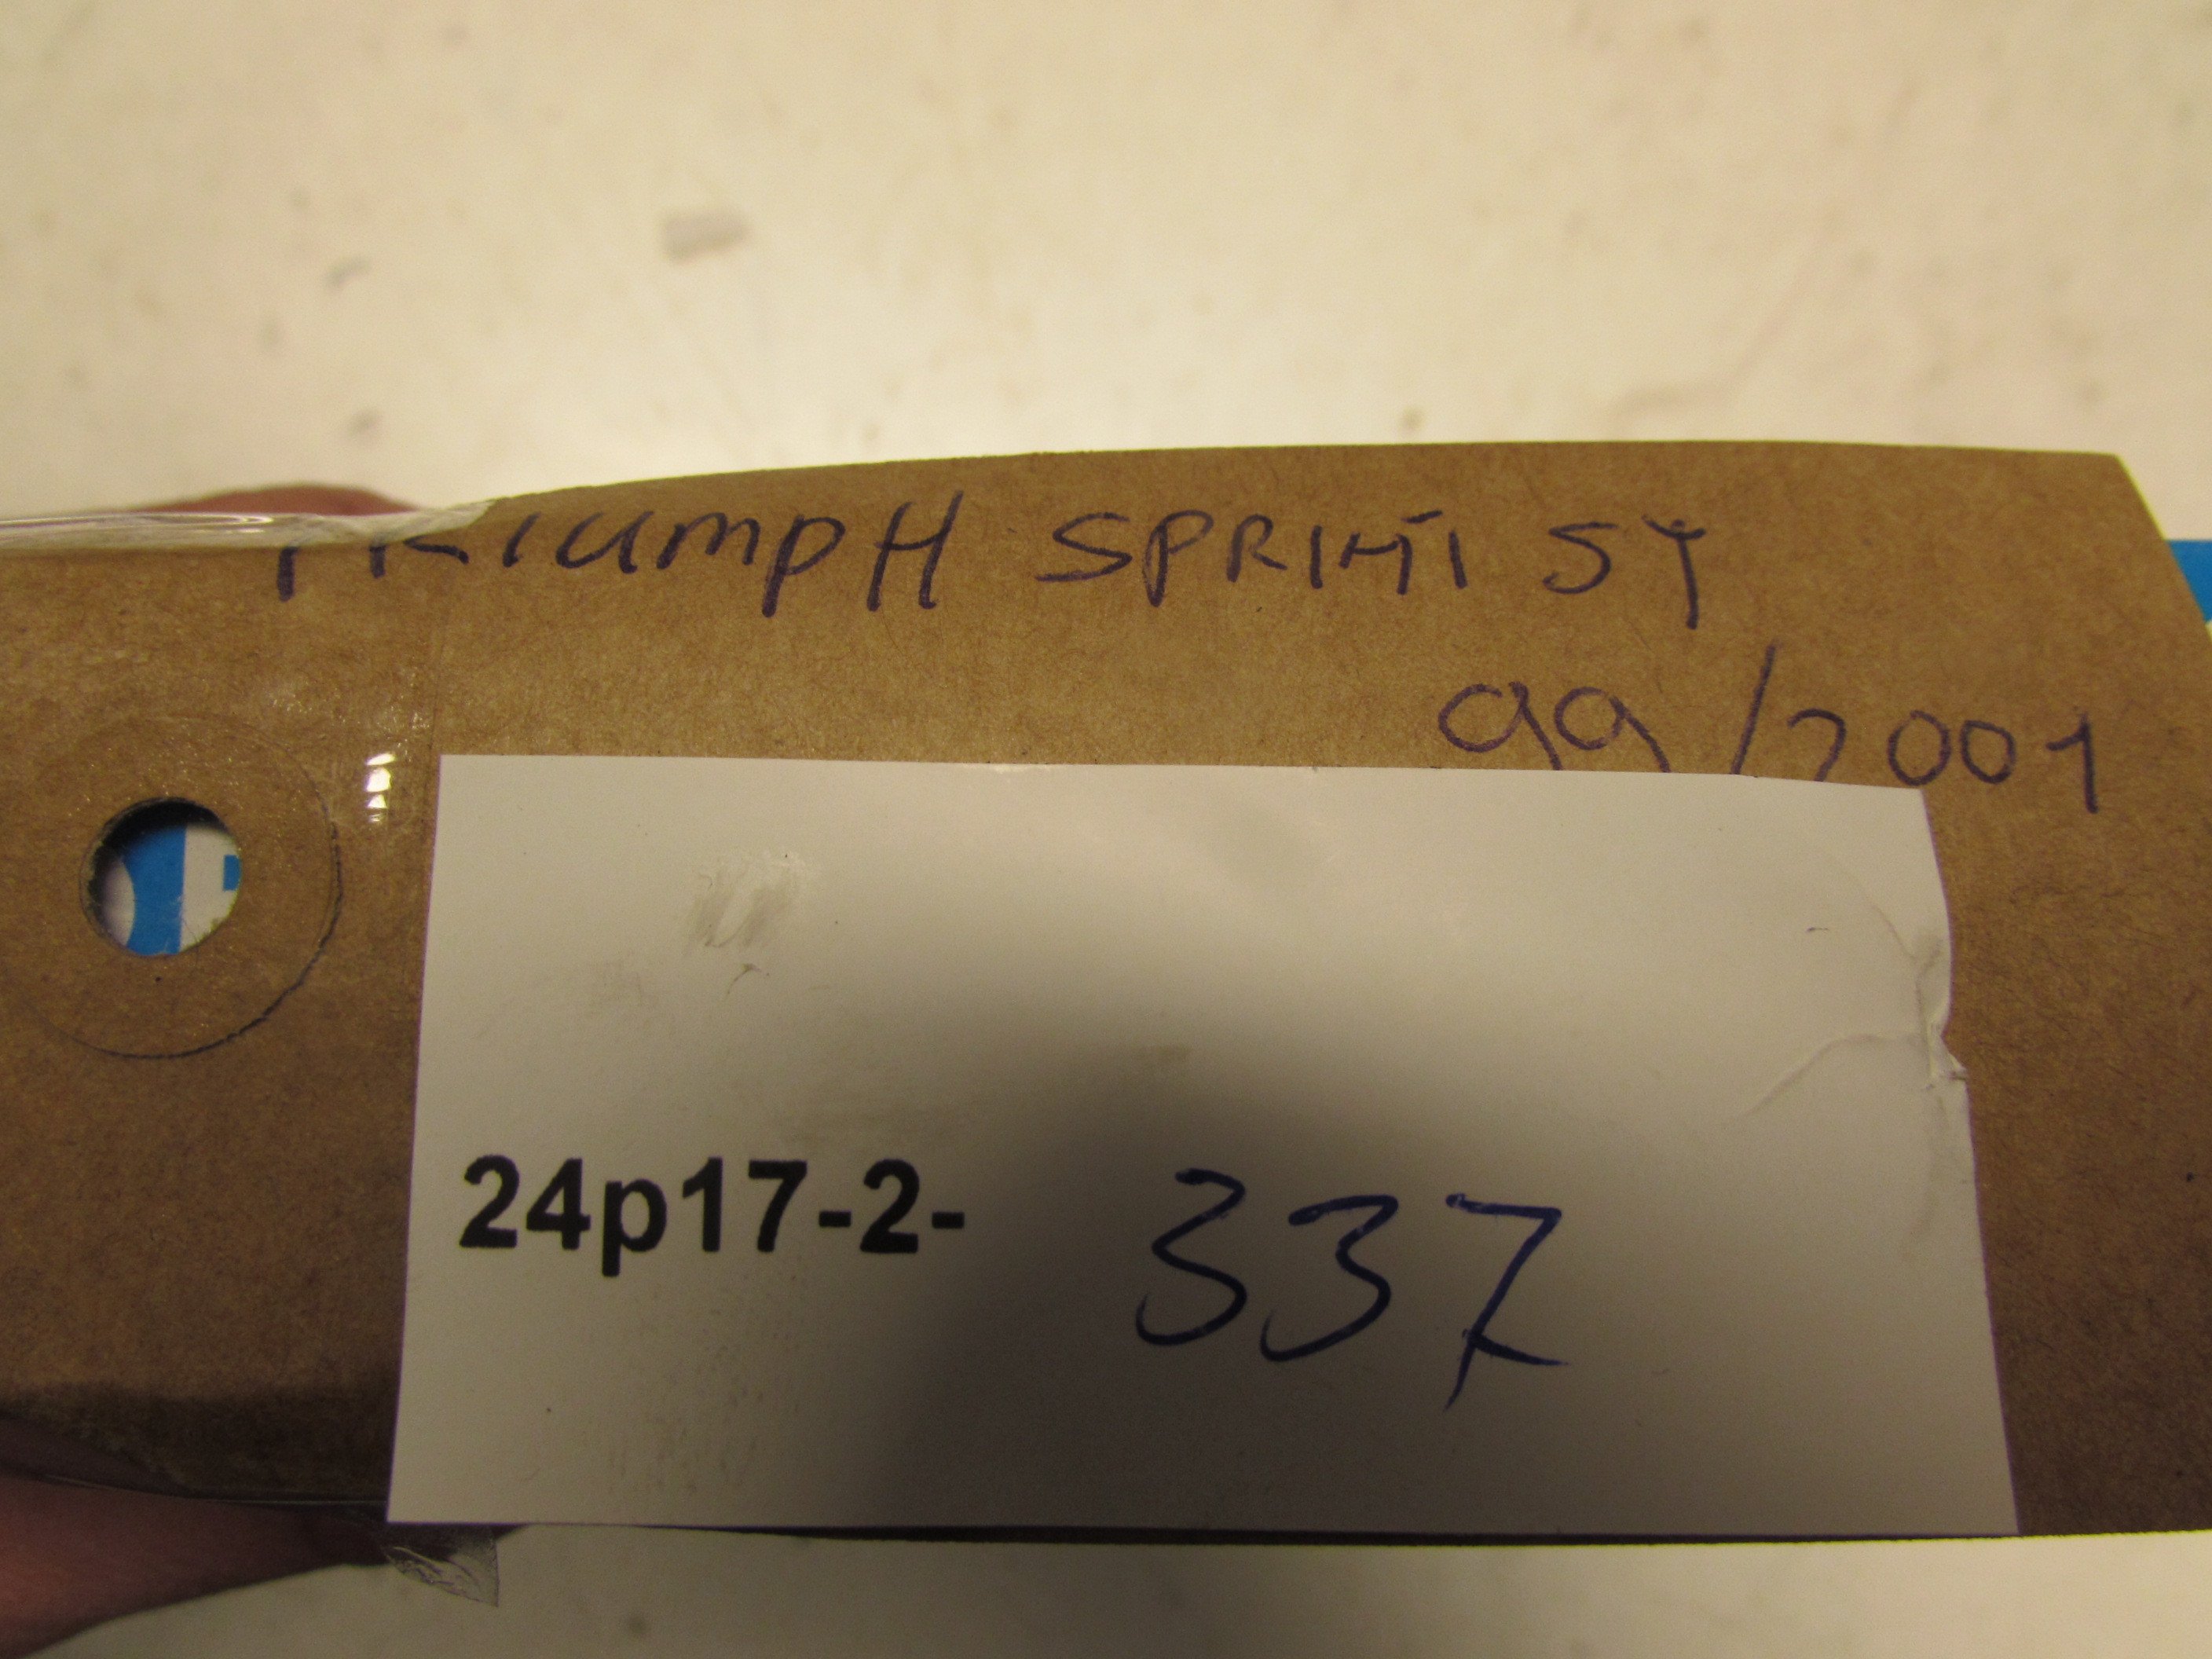 TRIUMPH SPRINT ST
99/2001
24p17-2- 337